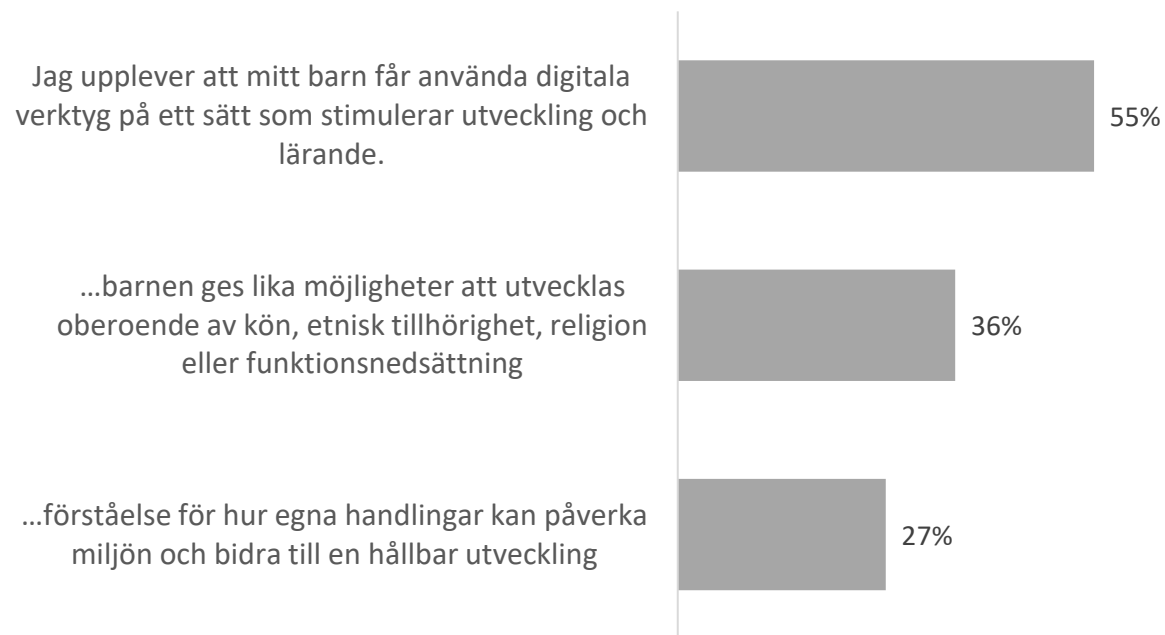 Jag upplever att mitt barn får använda digitala
verktyg på ett sätt som stimulerar utveckling och
lärande.
55%
...barnen ges lika möjligheter att utvecklas
oberoende av kön, etnisk tillhörighet, religion
eller funktionsnedsättning
36%
...förståelse för hur egna handlingar kan påverka
miljön och bidra till en hållbar utveckling
27%